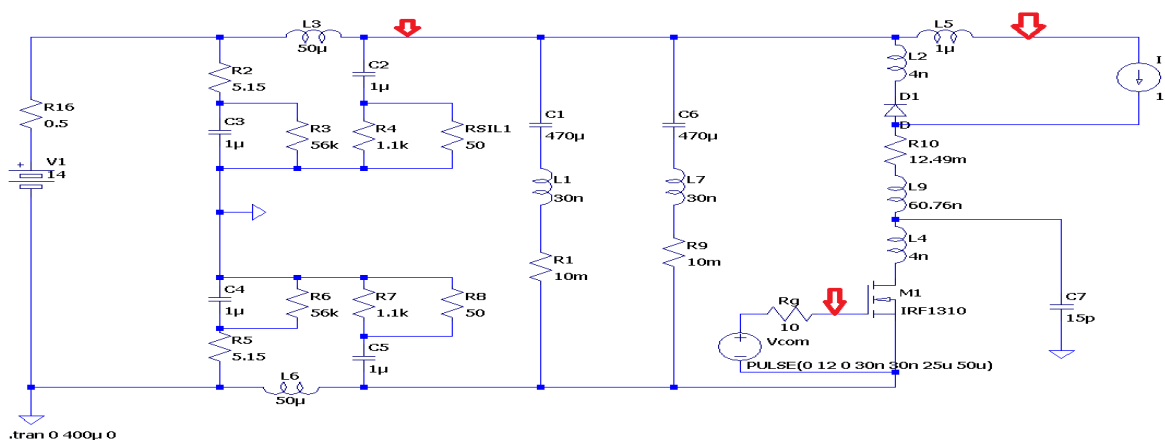 L3
50µ
R2
5.15
C2
1µ
R16
0.5
C3
1µ
R3
56k
R4
1.1k
RSIL1
50
C1
470µ
C6
470µ
L5
1µ
L2
4n
D1
D
I
1
R10
12.49m
V1
14
L1
30n
L7
30n
L9
60.76n
L4
4n
R1
10m
R9
10m
C4
1µ
R6
56k
R7
1.1k
R8
50
Rg
10
M1
IRF1310
C7
15p
Vcom
PULSE(0 12 0 30n 30n 25u 50u)
R5
5.15
C5
1µ
L6
50µ
.tran 0 400µ 0